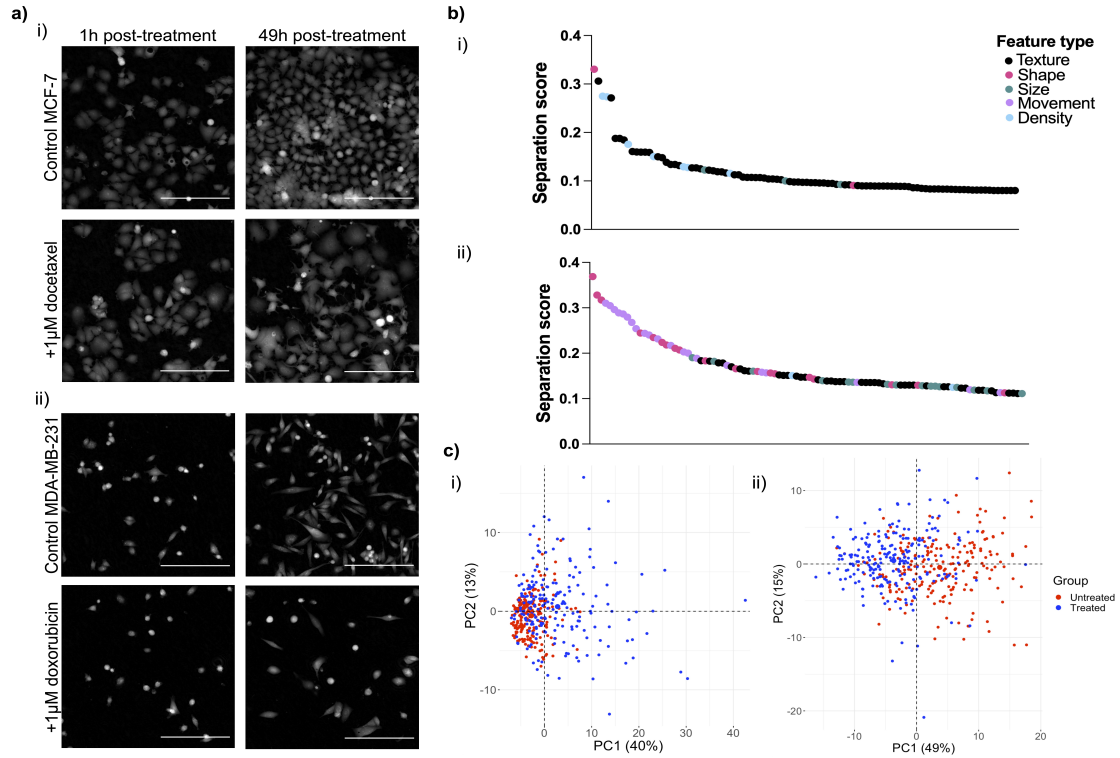 a)
i)
1h post-treatment
49h post-treatment
Control MCF-7
+1µM docetaxel
ii)
Control MDA-MB-231
+1µM doxorubicin
b)
i)
Separation score
0.4
0.3
0.2
0.1
0.0
Feature type
Texture
Shape
Size
Movement
Density
ii)
Separation score
0.4
0.3
0.2
0.1
0.0
c)
i)
PC2 (13%)
10
0
-10
0
10
20
30
40
PC1 (40%)
ii)
PC2 (15%)
10
0
-10
-20
-10
0
10
20
PC1 (49%)
Group
Untreated
Treated